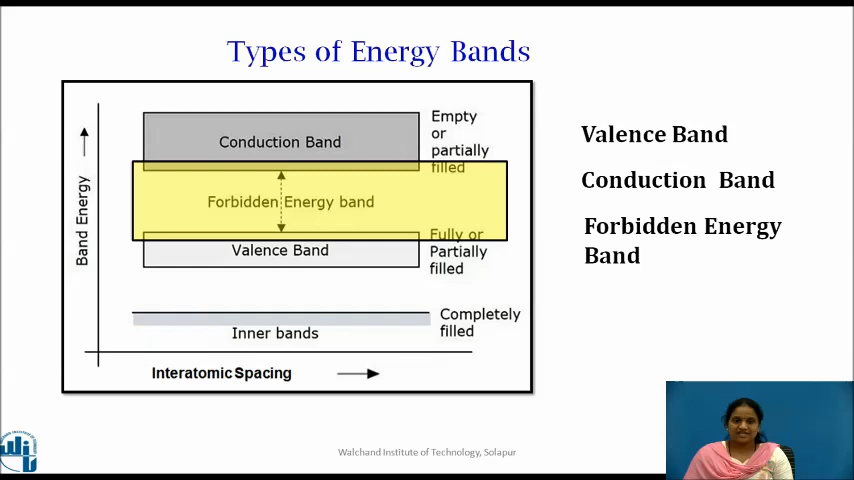 Types of Energy Bands
Empty
or
partially
filled
Conduction Band
Forbidden Energy band
Fully or
Partially
filled
Valence Band
Completely
filled
Inner bands
Band Energy
Interatomic Spacing
Valence Band
Conduction Band
Forbidden Energy
Band
Walchand Institute of Technology, Solapur